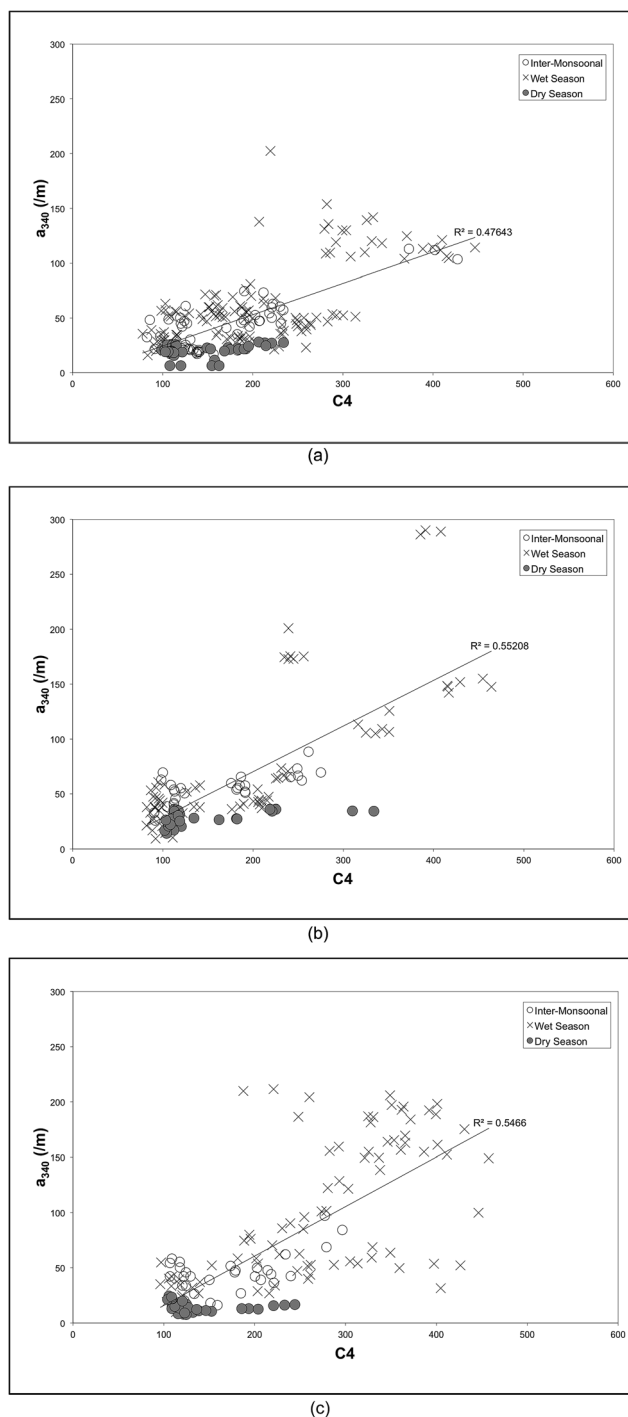 300
250
200
150
100
50
0
a340 (/m)
○ Inter-Monsoonal
× Wet Season
● Dry Season
R² = 0.47643
0 100 200 300 400 500 600
C4
(a)
300
250
200
150
100
50
0
a340 (/m)
○ Inter-Monsoonal
× Wet Season
● Dry Season
R² = 0.55208
0 100 200 300 400 500 600
C4
(b)
300
250
200
150
100
50
0
a340 (/m)
○ Inter-Monsoonal
× Wet Season
● Dry Season
R² = 0.5466
0 100 200 300 400 500 600
C4
(c)